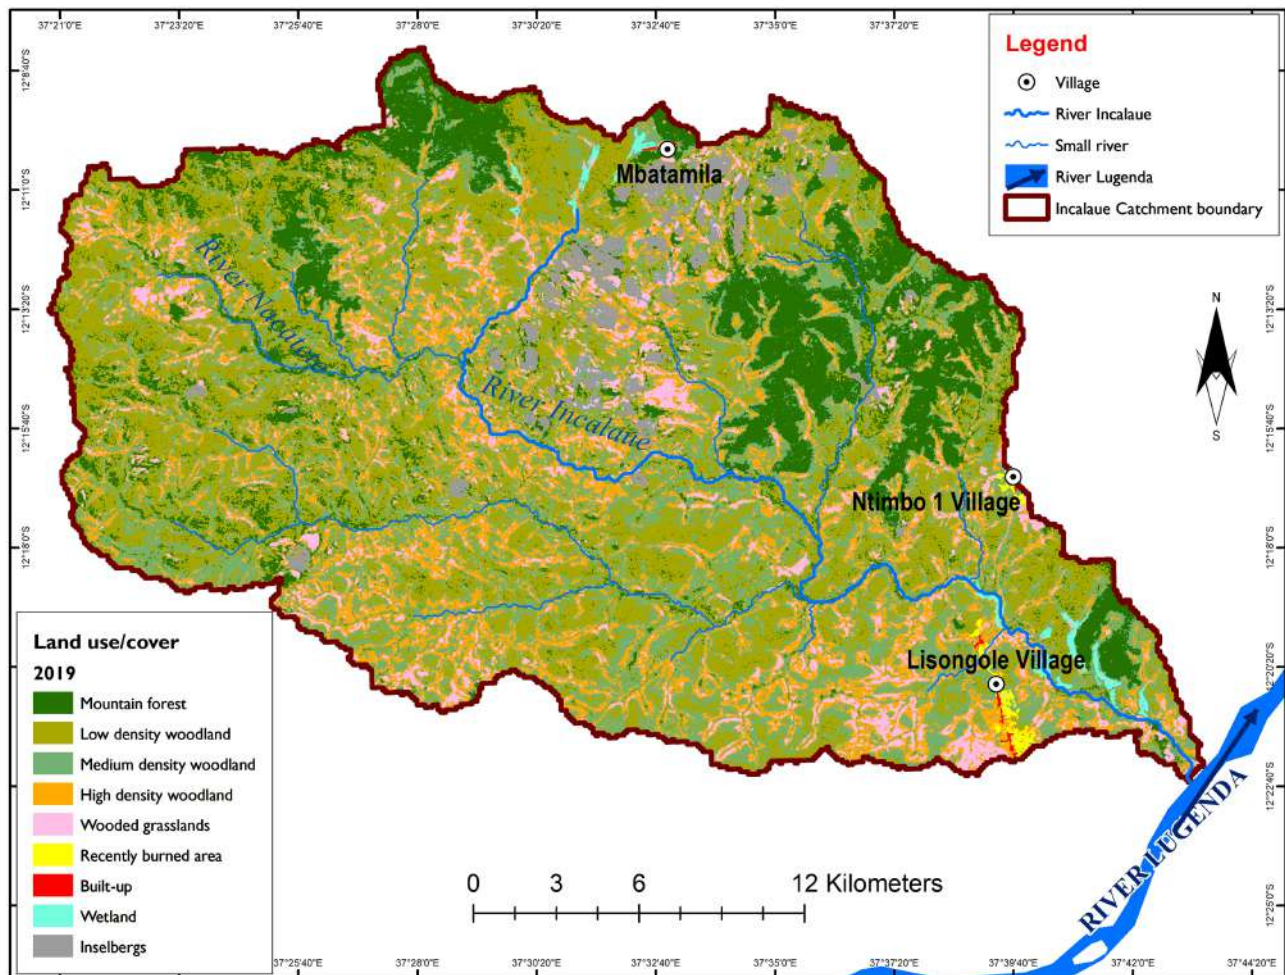 37°21'0"E 37°23'20"E 37°25'40"E 37°28'0"E 37°30'20"E 37°32'40"E 37°35'0"E 37°37'20"E
Legend
Village
River Incalaue
Small river
River Lugenda
Incalaue Catchment boundary
12°8'40"S
12°11'0"S
12°13'20"S
12°15'40"S
12°18'0"S
Mbatamila
River Incalaue
Ntimbo 1 Village
Lisongole Village
N
S
12°13'20"S
12°15'40"S
12°18'0"S
12°20'20"S
12°22'40"S
12°25'0"S
Land use/cover
2019
Mountain forest
Low density woodland
Medium density woodland
High density woodland
Wooded grasslands
Recently burned area
Built-up
Wetland
Inselbergs
0 3 6 12 Kilometers
RIVER LUGENDA
37°25'40"E 37°28'0"E 37°30'20"E 37°32'40"E 37°35'0"E 37°37'20"E 37°39'40"E 37°42'0"E 37°44'20"E